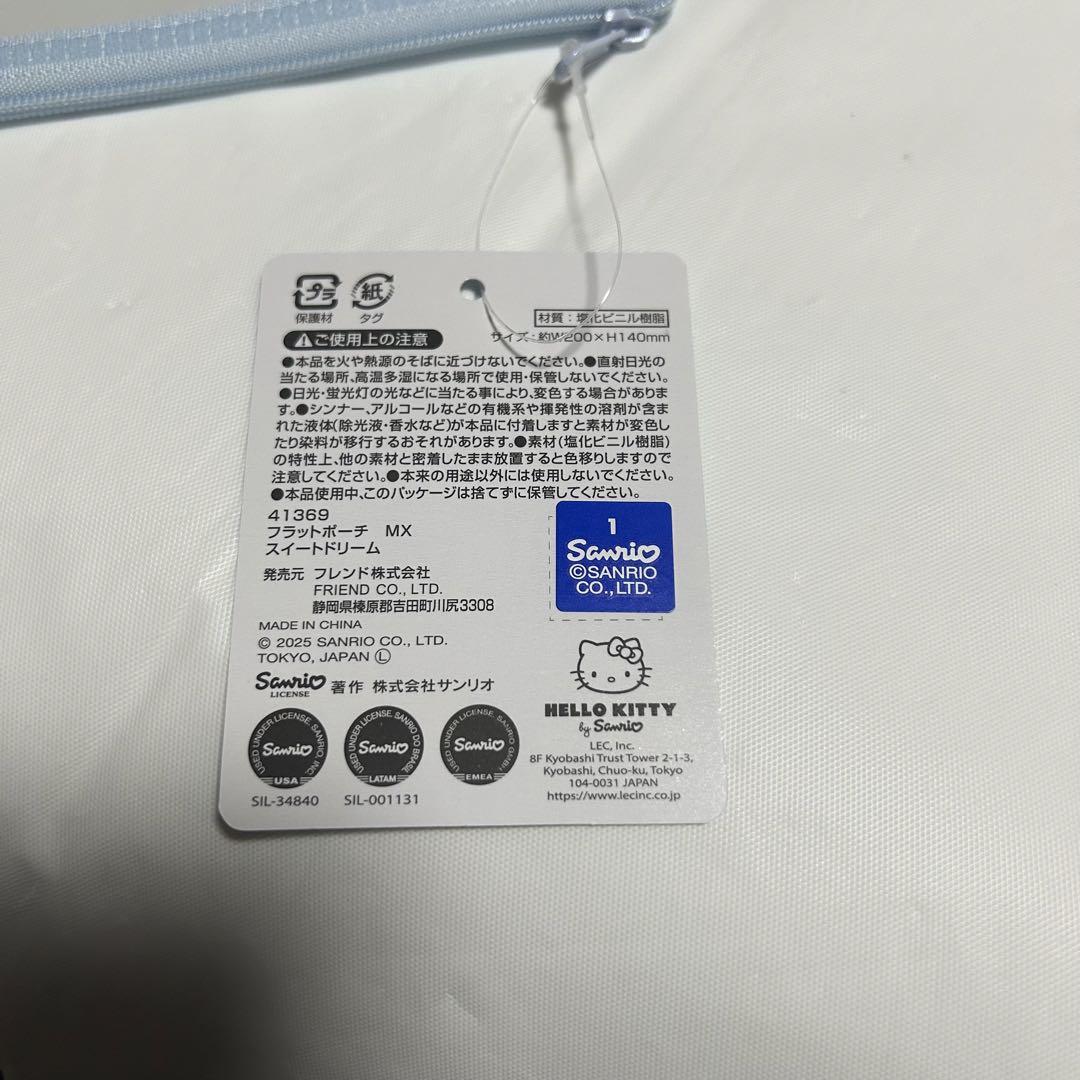 プラ
紙
保護材
タグ
材質:塩化ビニル樹脂
サイズ:約W200×H140mm
ご使用上の注意
●本品を火や熱源のそばに近づけないでください。●直射日光の
当たる場所、高温多湿になる場所で使用・保管しないでください。
●日光・蛍光灯の光などに当たる事により、変色する場合がありま
す。●シンナー、アルコールなどの有機系や揮発性の溶剤が含ま
れた液体(除光液・香水など)が本品に付着しますと素材が変色し
たり染料が移行するおそれがあります。●素材(塩化ビニル樹脂)
の特性上、他の素材と密着したまま放置すると色移りしますので
注意してください。●本来の用途以外には使用しないでください。
●本品使用中、このパッケージは捨てずに保管してください。
41369
フラットポーチ MX
スイートドリーム
発売元 フレンド株式会社
FRIEND CO., LTD.
静岡県榛原郡吉田町川尻3308
MADE IN CHINA
© 2025 SANRIO CO., LTD.
TOKYO, JAPAN Ⓛ
1
Sanrio
©SANRIO
CO., LTD.
Sanrio
LICENSE
著作 株式会社サンリオ
USED UNDER LICENSE. SANRIO, INC.
Sanrio
USA
SIL-34840
USED UNDER LICENSE. SANRIO DO BRASIL
Sanrio
LATAM
SIL-001131
USED UNDER LICENSE. SANRIO GMBH
Sanrio
EMEA
HELLO KITTY
by Sanrio
LEC, Inc.
8F Kyobashi Trust Tower 2-1-3,
Kyobashi, Chuo-ku, Tokyo
104-0031 JAPAN
https://www.lecinc.co.jp